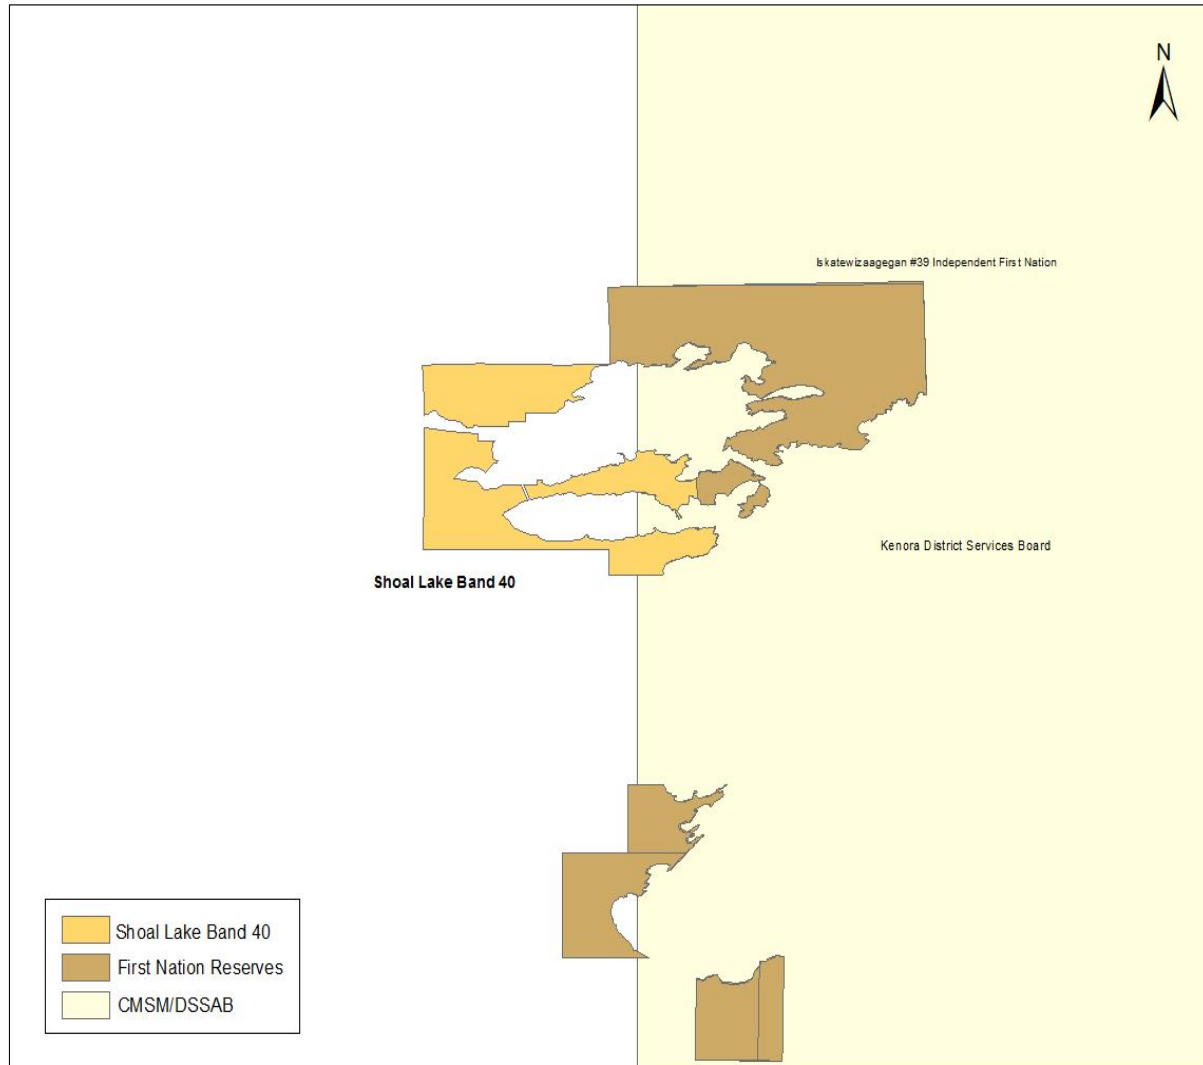 N
Iskatewizaagegan #39 Independent First Nation
Kenora District Services Board
Shoal Lake Band 40
Shoal Lake Band 40
First Nation Reserves
CMSM/DSSAB